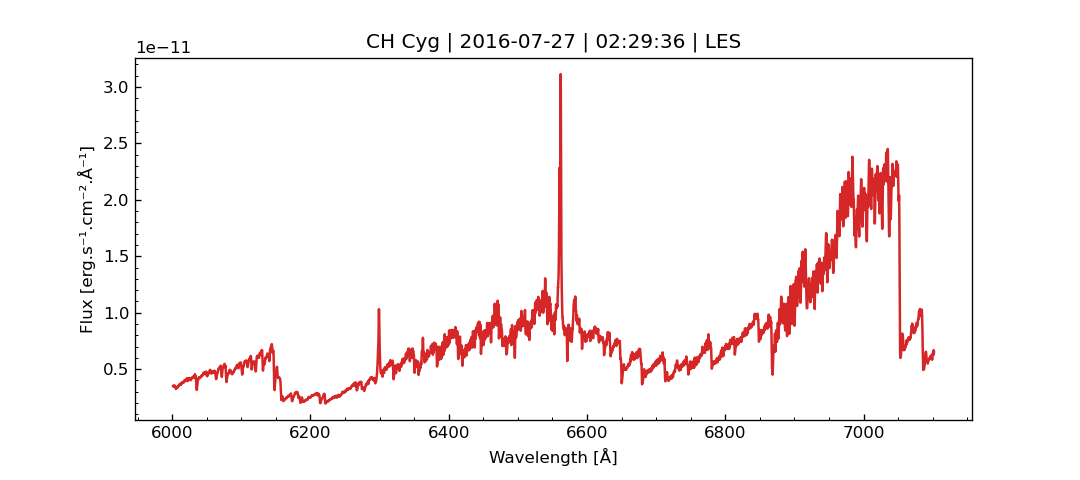 CH Cyg | 2016-07-27 | 02:29:36 | LES
1e−11
3.0
2.5
2.0
1.5
1.0
0.5
Flux [erg.s⁻¹.cm⁻².Å⁻¹]
6000 6200 6400 6600 6800 7000
Wavelength [Å]